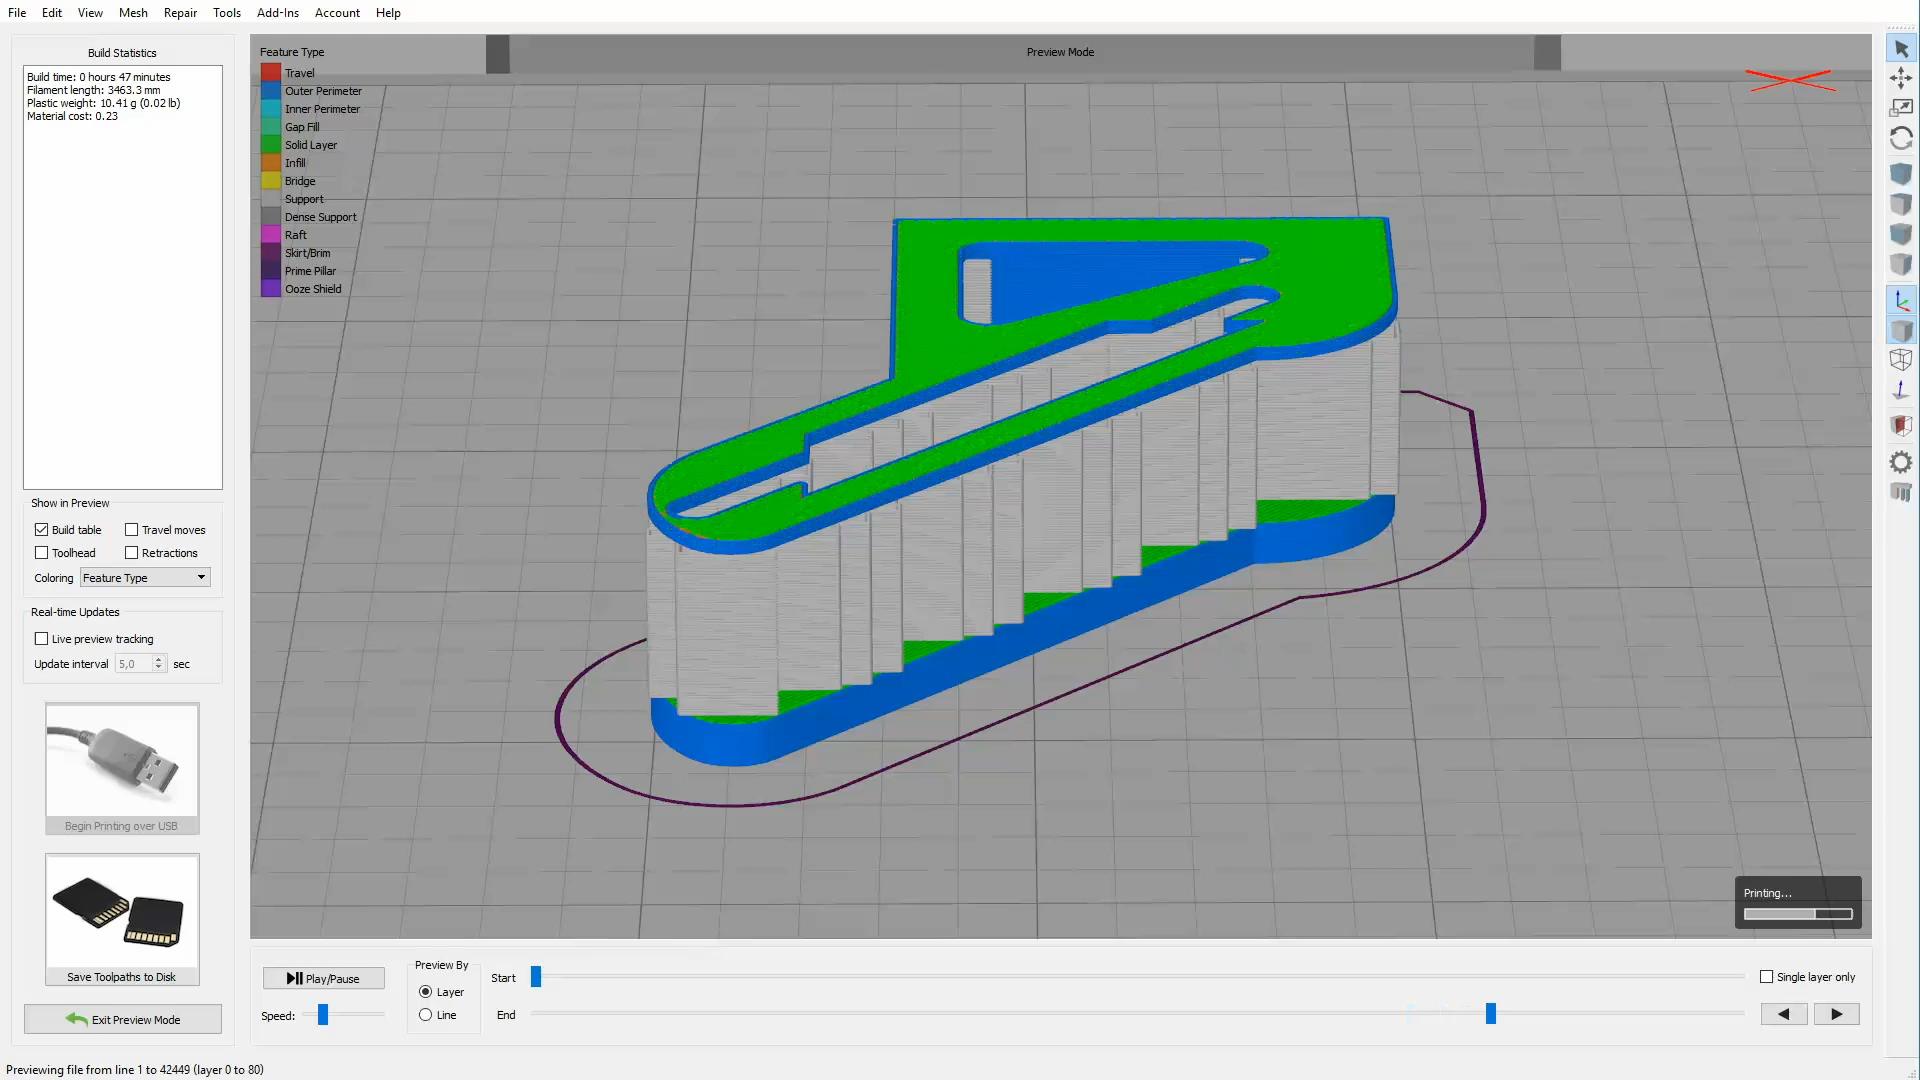 File Edit View Mesh Repair Tools Add-Ins Account Help
Build Statistics
Build time: 0 hours 47 minutes
Filament length: 3463.3 mm
Plastic weight: 10.41 g (0.02 lb)
Material cost: 0.23
Show in Preview
Build table
Travel moves
Toolhead
Retractions
Coloring Feature Type
Real-time Updates
Live preview tracking
Update interval 5,0 sec
Begin Printing over USB
Save Toolpaths to Disk
Exit Preview Mode
Feature Type
Travel
Outer Perimeter
Inner Perimeter
Gap Fill
Solid Layer
Infill
Bridge
Support
Dense Support
Raft
Skirt/Brim
Prime Pillar
Ooze Shield
Preview Mode
Printing...
Play/Pause
Speed:
Preview By
Layer
Line
Start
End
Single layer only
Previewing file from line 1 to 42449 (layer 0 to 80)